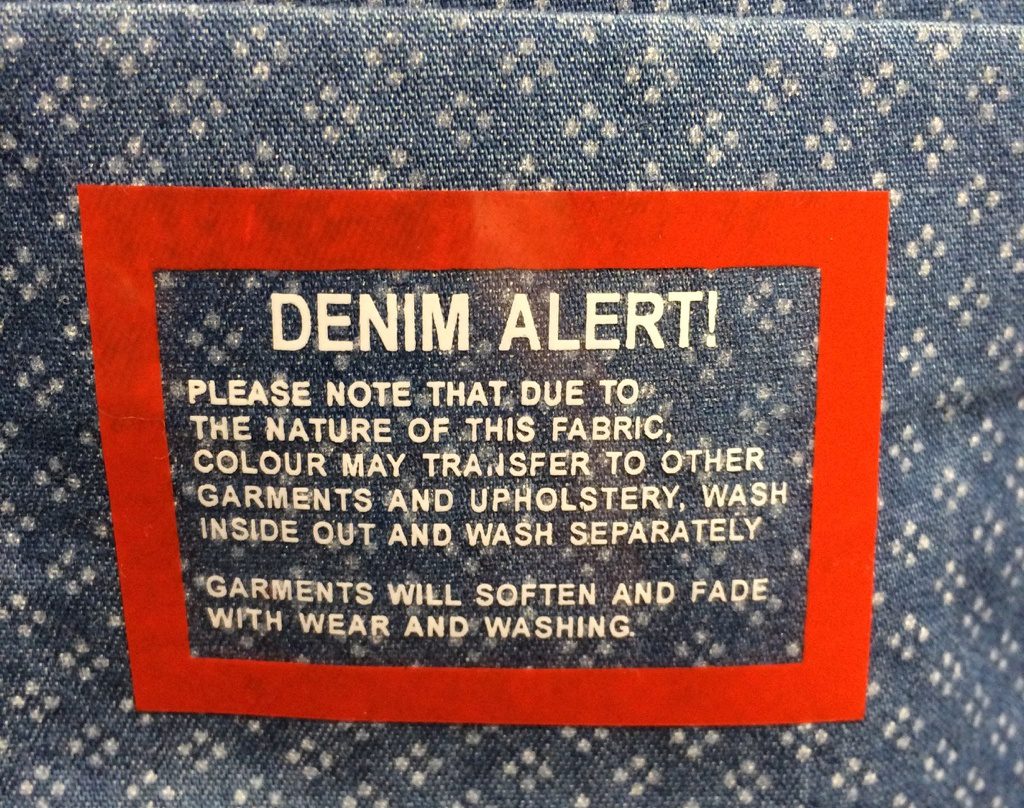 DENIM ALERT!
PLEASE NOTE THAT DUE TO
THE NATURE OF THIS FABRIC,
COLOUR MAY TRANSFER TO OTHER
GARMENTS AND UPHOLSTERY, WASH
INSIDE OUT AND WASH SEPARATELY
GARMENTS WILL SOFTEN AND FADE
WITH WEAR AND WASHING.